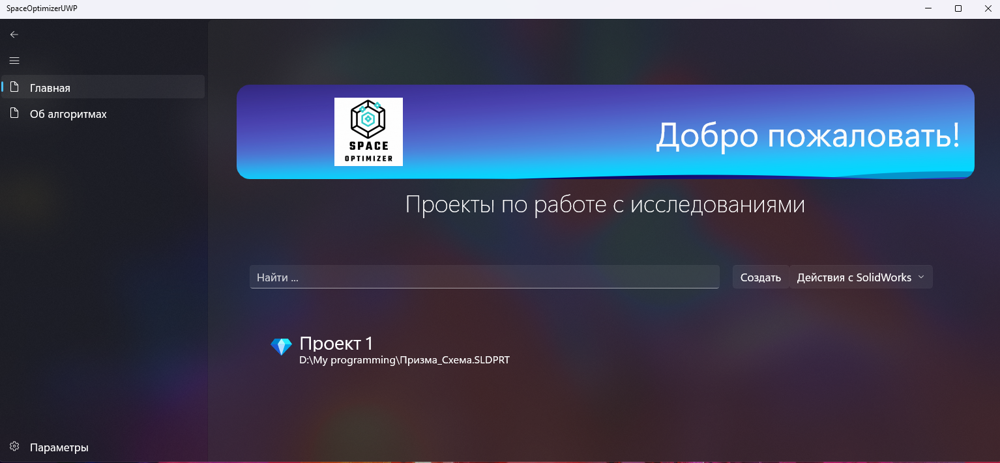 SpaceOptimizerUWP
Главная
Об алгоритмах
SPACE
OPTIMIZER
Добро пожаловать!
Проекты по работе с исследованиями
Найти ...
Создать
Действия с SolidWorks
Проект 1
D:\My programming\Призма_Схема.SLDPRT
Параметры